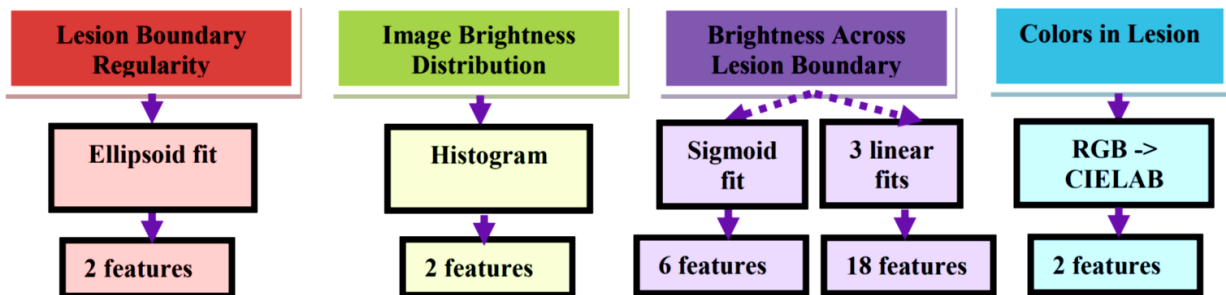 Lesion Boundary
Regularity
Image Brightness
Distribution
Brightness Across
Lesion Boundary
Colors in Lesion
Ellipsoid fit
Histogram
Sigmoid
fit
3 linear
fits
RGB ->
CIELAB
2 features
2 features
6 features
18 features
2 features